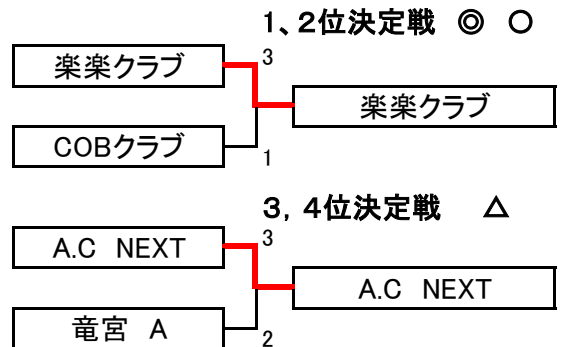 1、2位決定戦 ◎ ○
楽楽クラブ
3
楽楽クラブ
COBクラブ
1
3，4位決定戦 △
A.C NEXT
3
A.C NEXT
竜宮 A
2